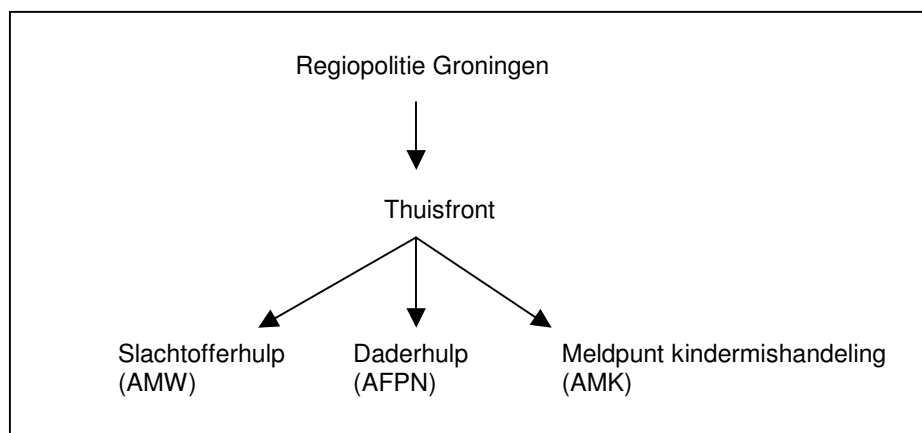 Regiopolitie Groningen
Thuisfront
Slachtofferhulp
(AMW)
Daderhulp
(AFPN)
Meldpunt kindermishandeling
(AMK)